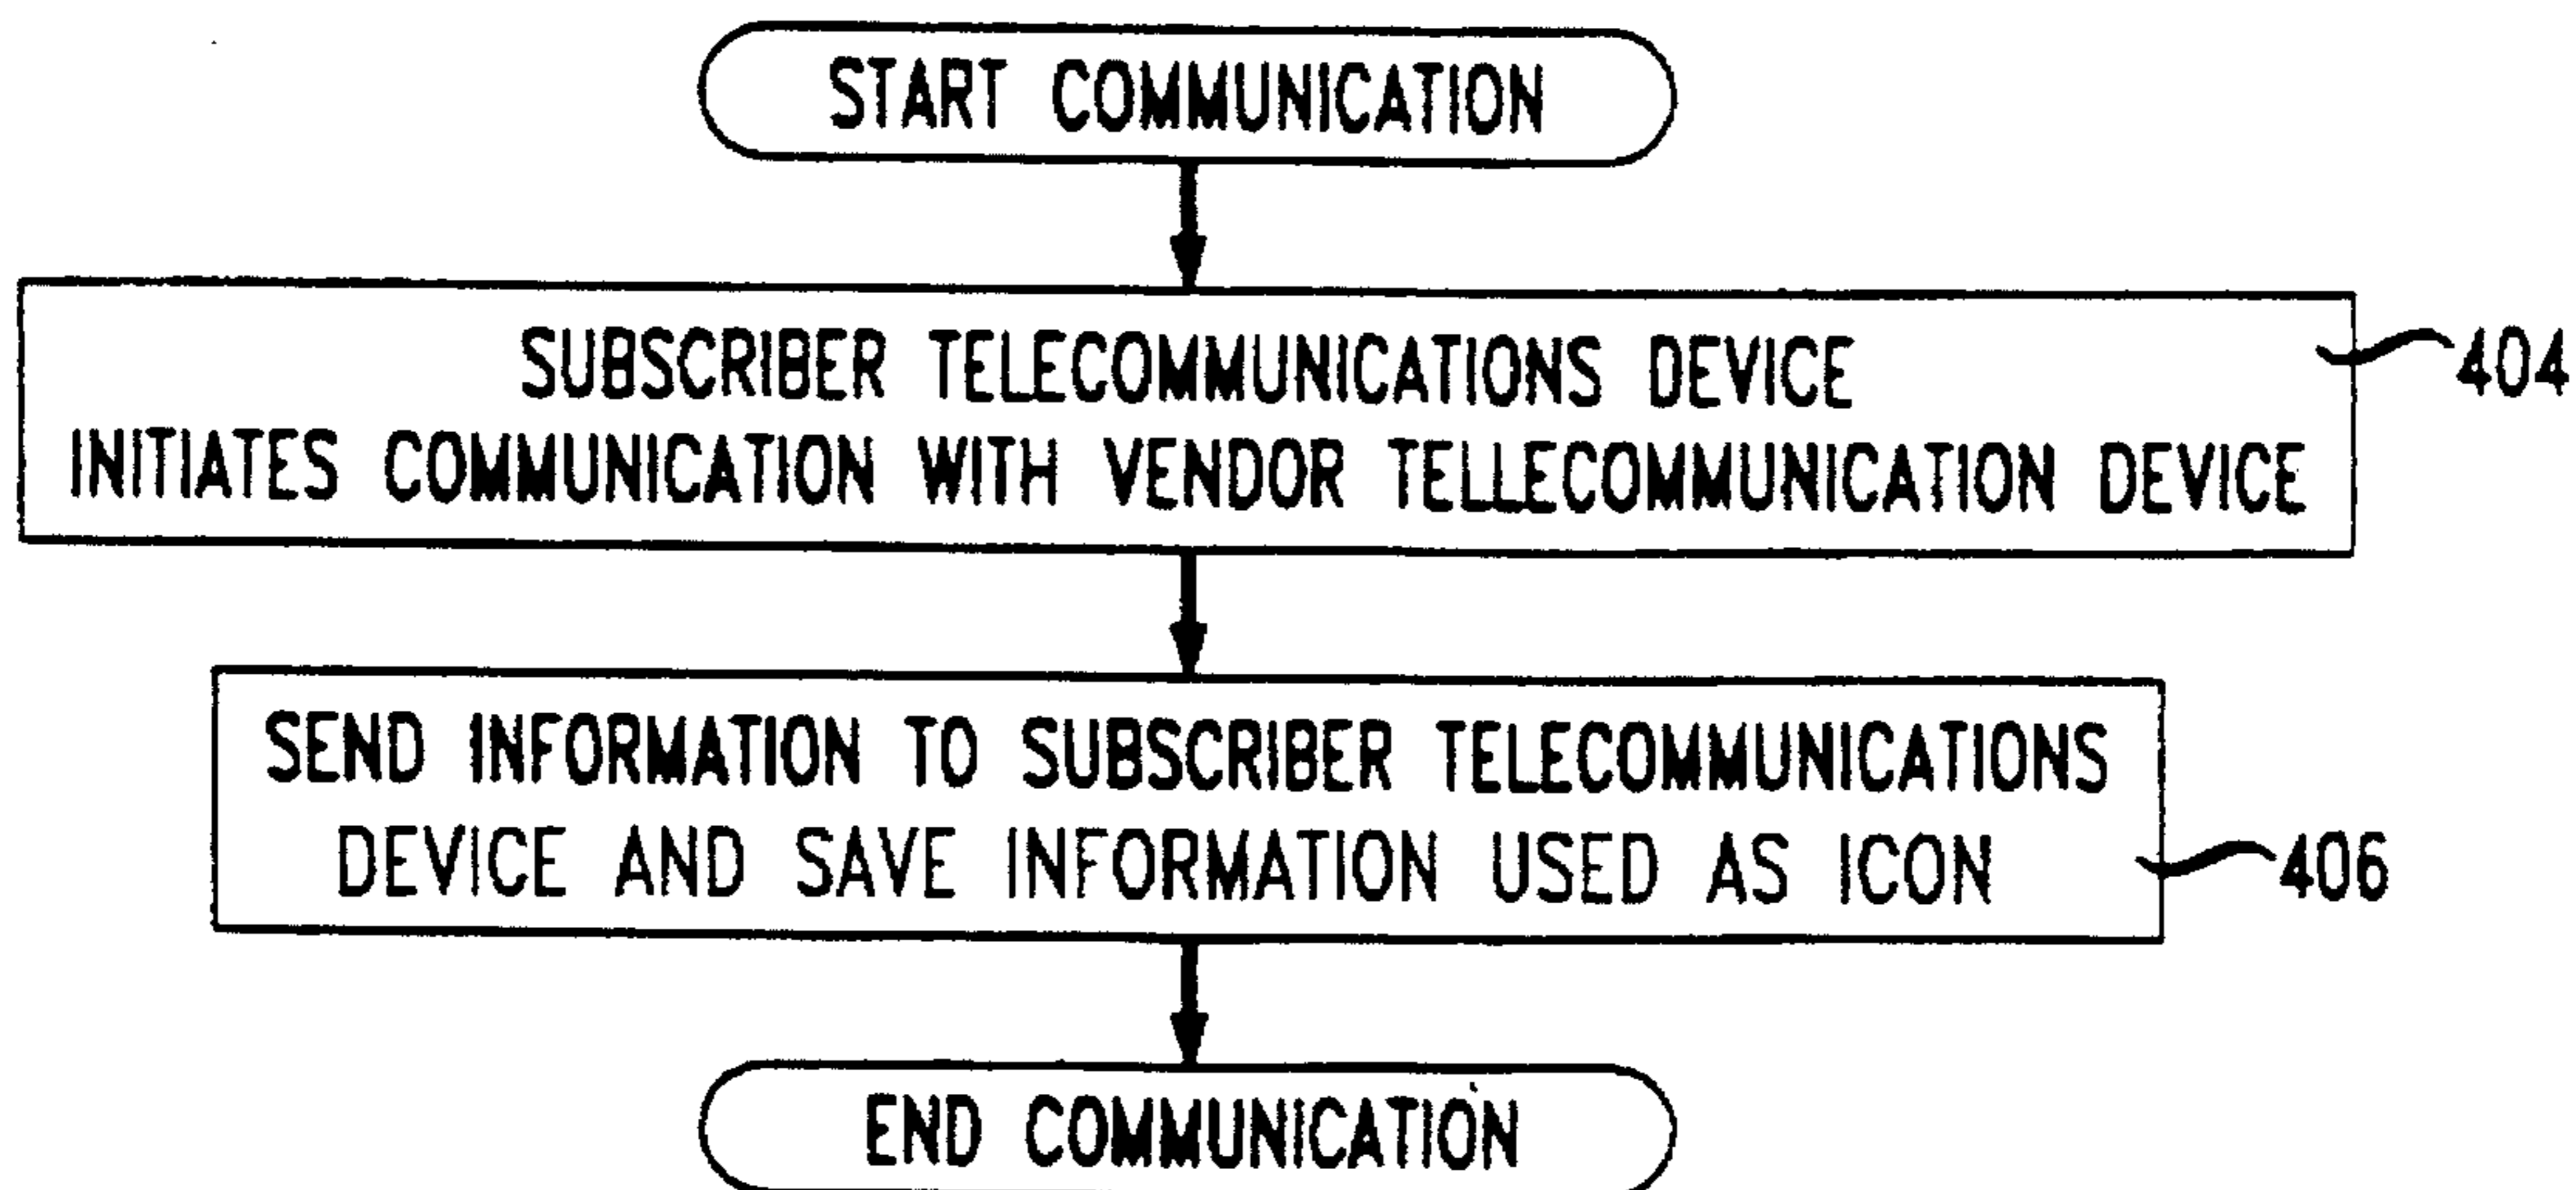 START COMMUNICATION
SUBSCRIBER TELECOMMUNICATIONS DEVICE
404
INITIATES COMMUNICATION WITH VENDOR TELLECOMMUNICATION DEVICE
SEND INFORMATION TO SUBSCRIBER TELECOMMUNICATIONS
DEVICE AND SAVE INFORMATION USED AS ICON
406
END COMMUNICATION